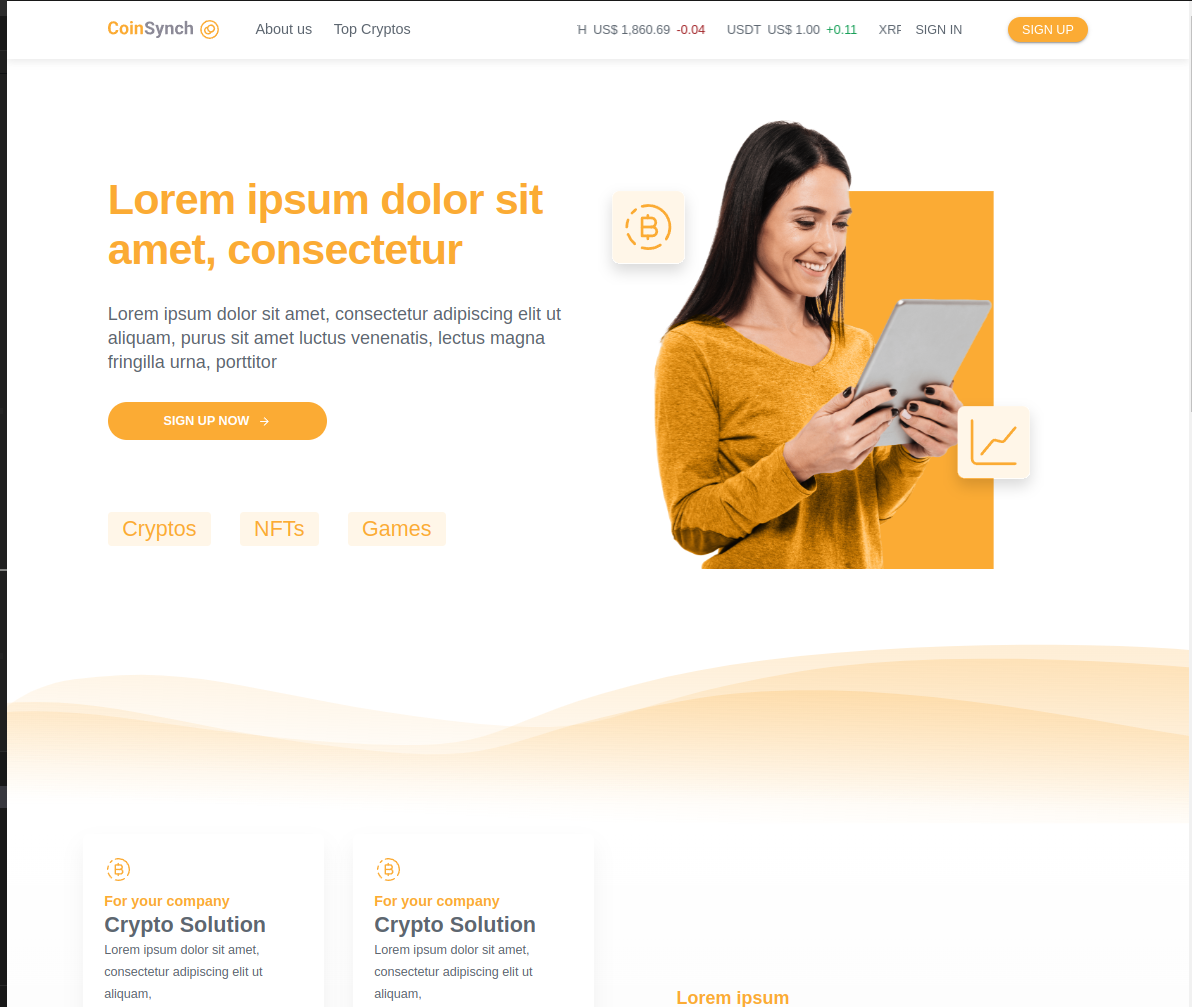 CoinSynch
About us
Top Cryptos
H US$ 1,860.69 -0.04 USDT US$ 1.00 +0.11 XRP
SIGN IN
SIGN UP
Lorem ipsum dolor sit
amet, consectetur
Lorem ipsum dolor sit amet, consectetur adipiscing elit ut
aliquam, purus sit amet luctus venenatis, lectus magna
fringilla urna, porttitor
SIGN UP NOW →
Cryptos
NFTs
Games
For your company
Crypto Solution
Lorem ipsum dolor sit amet,
consectetur adipiscing elit ut
aliquam,
For your company
Crypto Solution
Lorem ipsum dolor sit amet,
consectetur adipiscing elit ut
aliquam,
Lorem ipsum